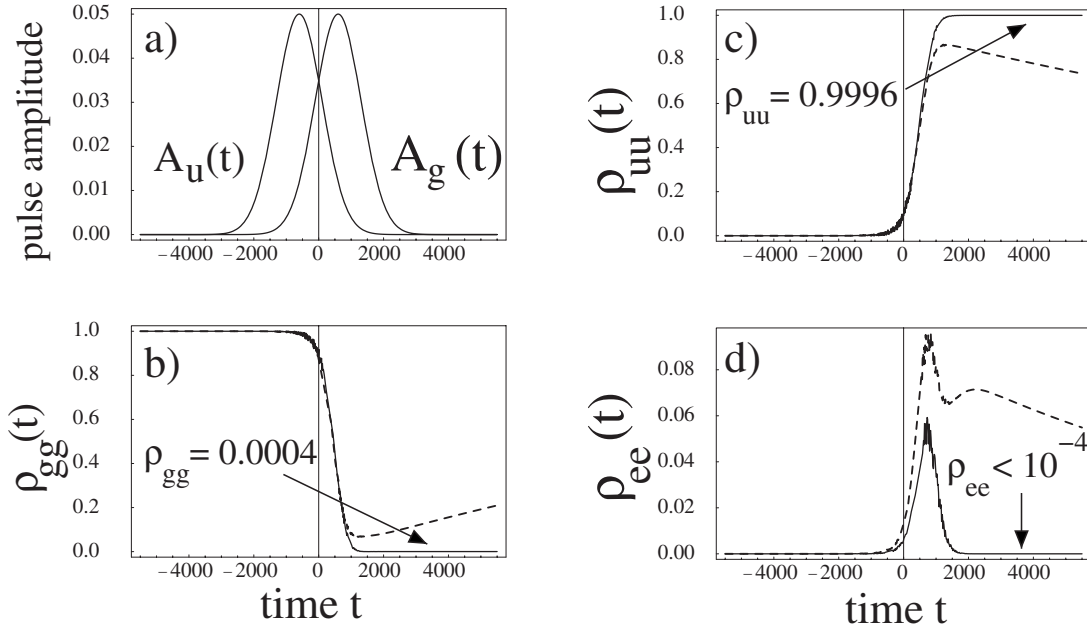 a)
pulse amplitude
0.05
0.04
0.03
0.02
0.01
0.00
A_u(t)
A_g (t)
−4000 −2000 0 2000 4000
c)
ρ_uu(t)
1.0
0.8
0.6
0.4
0.2
0.0
ρ_uu = 0.9996
−4000 −2000 0 2000 4000
b)
ρ_gg(t)
1.0
0.8
0.6
0.4
0.2
0.0
ρ_gg = 0.0004
−4000 −2000 0 2000 4000
time t
d)
ρ_ee(t)
0.08
0.06
0.04
0.02
0.00
ρ_ee < 10^−4
−4000 −2000 0 2000 4000
time t